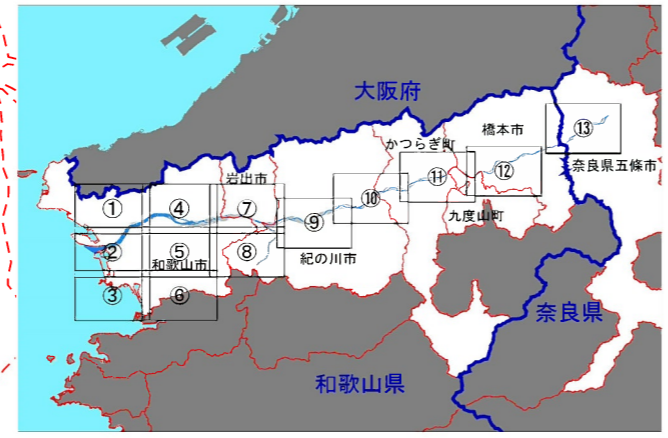 大阪府
橋本市
⑬
かつらぎ町
奈良県五條市
岩出市
⑪
⑫
⑩
①
④
⑦
⑨
九度山町
②
⑤
⑧
紀の川市
和歌山市
③
⑥
奈良県
和歌山県